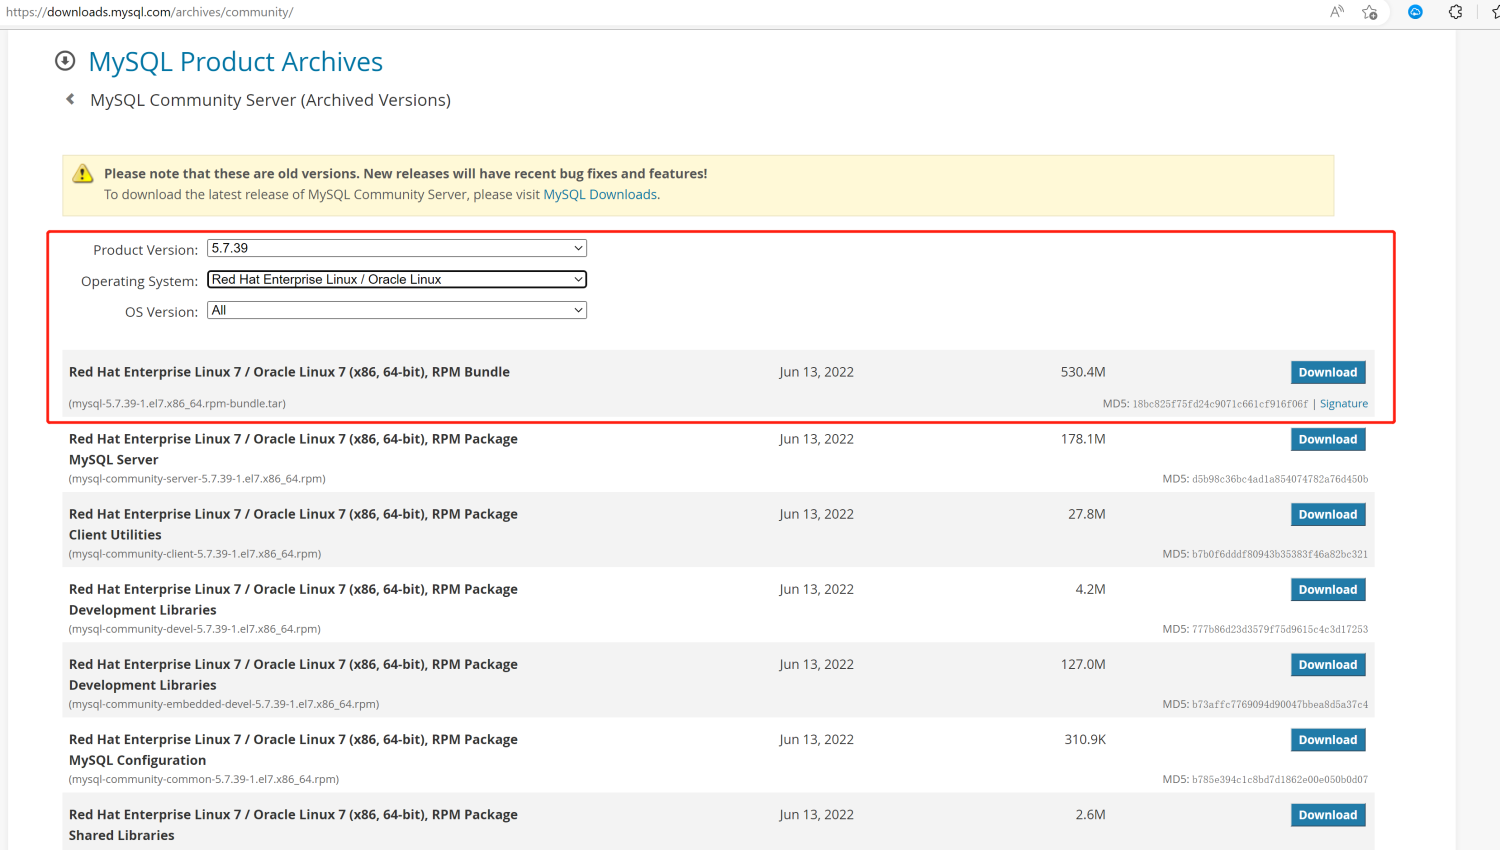 https://downloads.mysql.com/archives/community/
MySQL Product Archives
MySQL Community Server (Archived Versions)
Please note that these are old versions. New releases will have recent bug fixes and features!
To download the latest release of MySQL Community Server, please visit MySQL Downloads.
Product Version: 5.7.39
Operating System: Red Hat Enterprise Linux / Oracle Linux
OS Version: All
Red Hat Enterprise Linux 7 / Oracle Linux 7 (x86, 64-bit), RPM Bundle Jun 13, 2022 530.4M Download
(mysql-5.7.39-1.el7.x86_64.rpm-bundle.tar) MD5: 18bc825f75fd24c9071c661cf916f06f | Signature
Red Hat Enterprise Linux 7 / Oracle Linux 7 (x86, 64-bit), RPM Package Jun 13, 2022 178.1M Download
MySQL Server
(mysql-community-server-5.7.39-1.el7.x86_64.rpm) MD5: d5b98c36bc4ad1a854074782a76d450b
Red Hat Enterprise Linux 7 / Oracle Linux 7 (x86, 64-bit), RPM Package Jun 13, 2022 27.8M Download
Client Utilities
(mysql-community-client-5.7.39-1.el7.x86_64.rpm) MD5: b7b0f6dddf80943b35383f46a82bc321
Red Hat Enterprise Linux 7 / Oracle Linux 7 (x86, 64-bit), RPM Package Jun 13, 2022 4.2M Download
Development Libraries
(mysql-community-devel-5.7.39-1.el7.x86_64.rpm) MD5: 777b86d23d3579f75d9615c4c3d17253
Red Hat Enterprise Linux 7 / Oracle Linux 7 (x86, 64-bit), RPM Package Jun 13, 2022 127.0M Download
Development Libraries
(mysql-community-embedded-devel-5.7.39-1.el7.x86_64.rpm) MD5: b73affc7769094d90047bbea8d5a37c4
Red Hat Enterprise Linux 7 / Oracle Linux 7 (x86, 64-bit), RPM Package Jun 13, 2022 310.9K Download
MySQL Configuration
(mysql-community-common-5.7.39-1.el7.x86_64.rpm) MD5: b785e394c1c8bd7d1862e00e050b0d07
Red Hat Enterprise Linux 7 / Oracle Linux 7 (x86, 64-bit), RPM Package Jun 13, 2022 2.6M Download
Shared Libraries